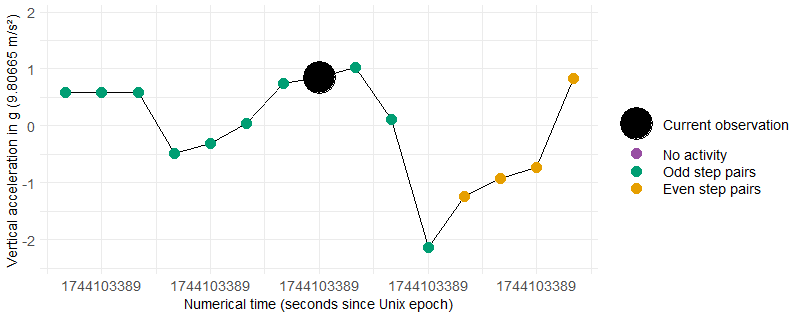 Vertical acceleration in g (9.80665 m/s²)
2
1
0
-1
-2
1744103389 1744103389 1744103389 1744103389 1744103389
Numerical time (seconds since Unix epoch)
Current observation
No activity
Odd step pairs
Even step pairs